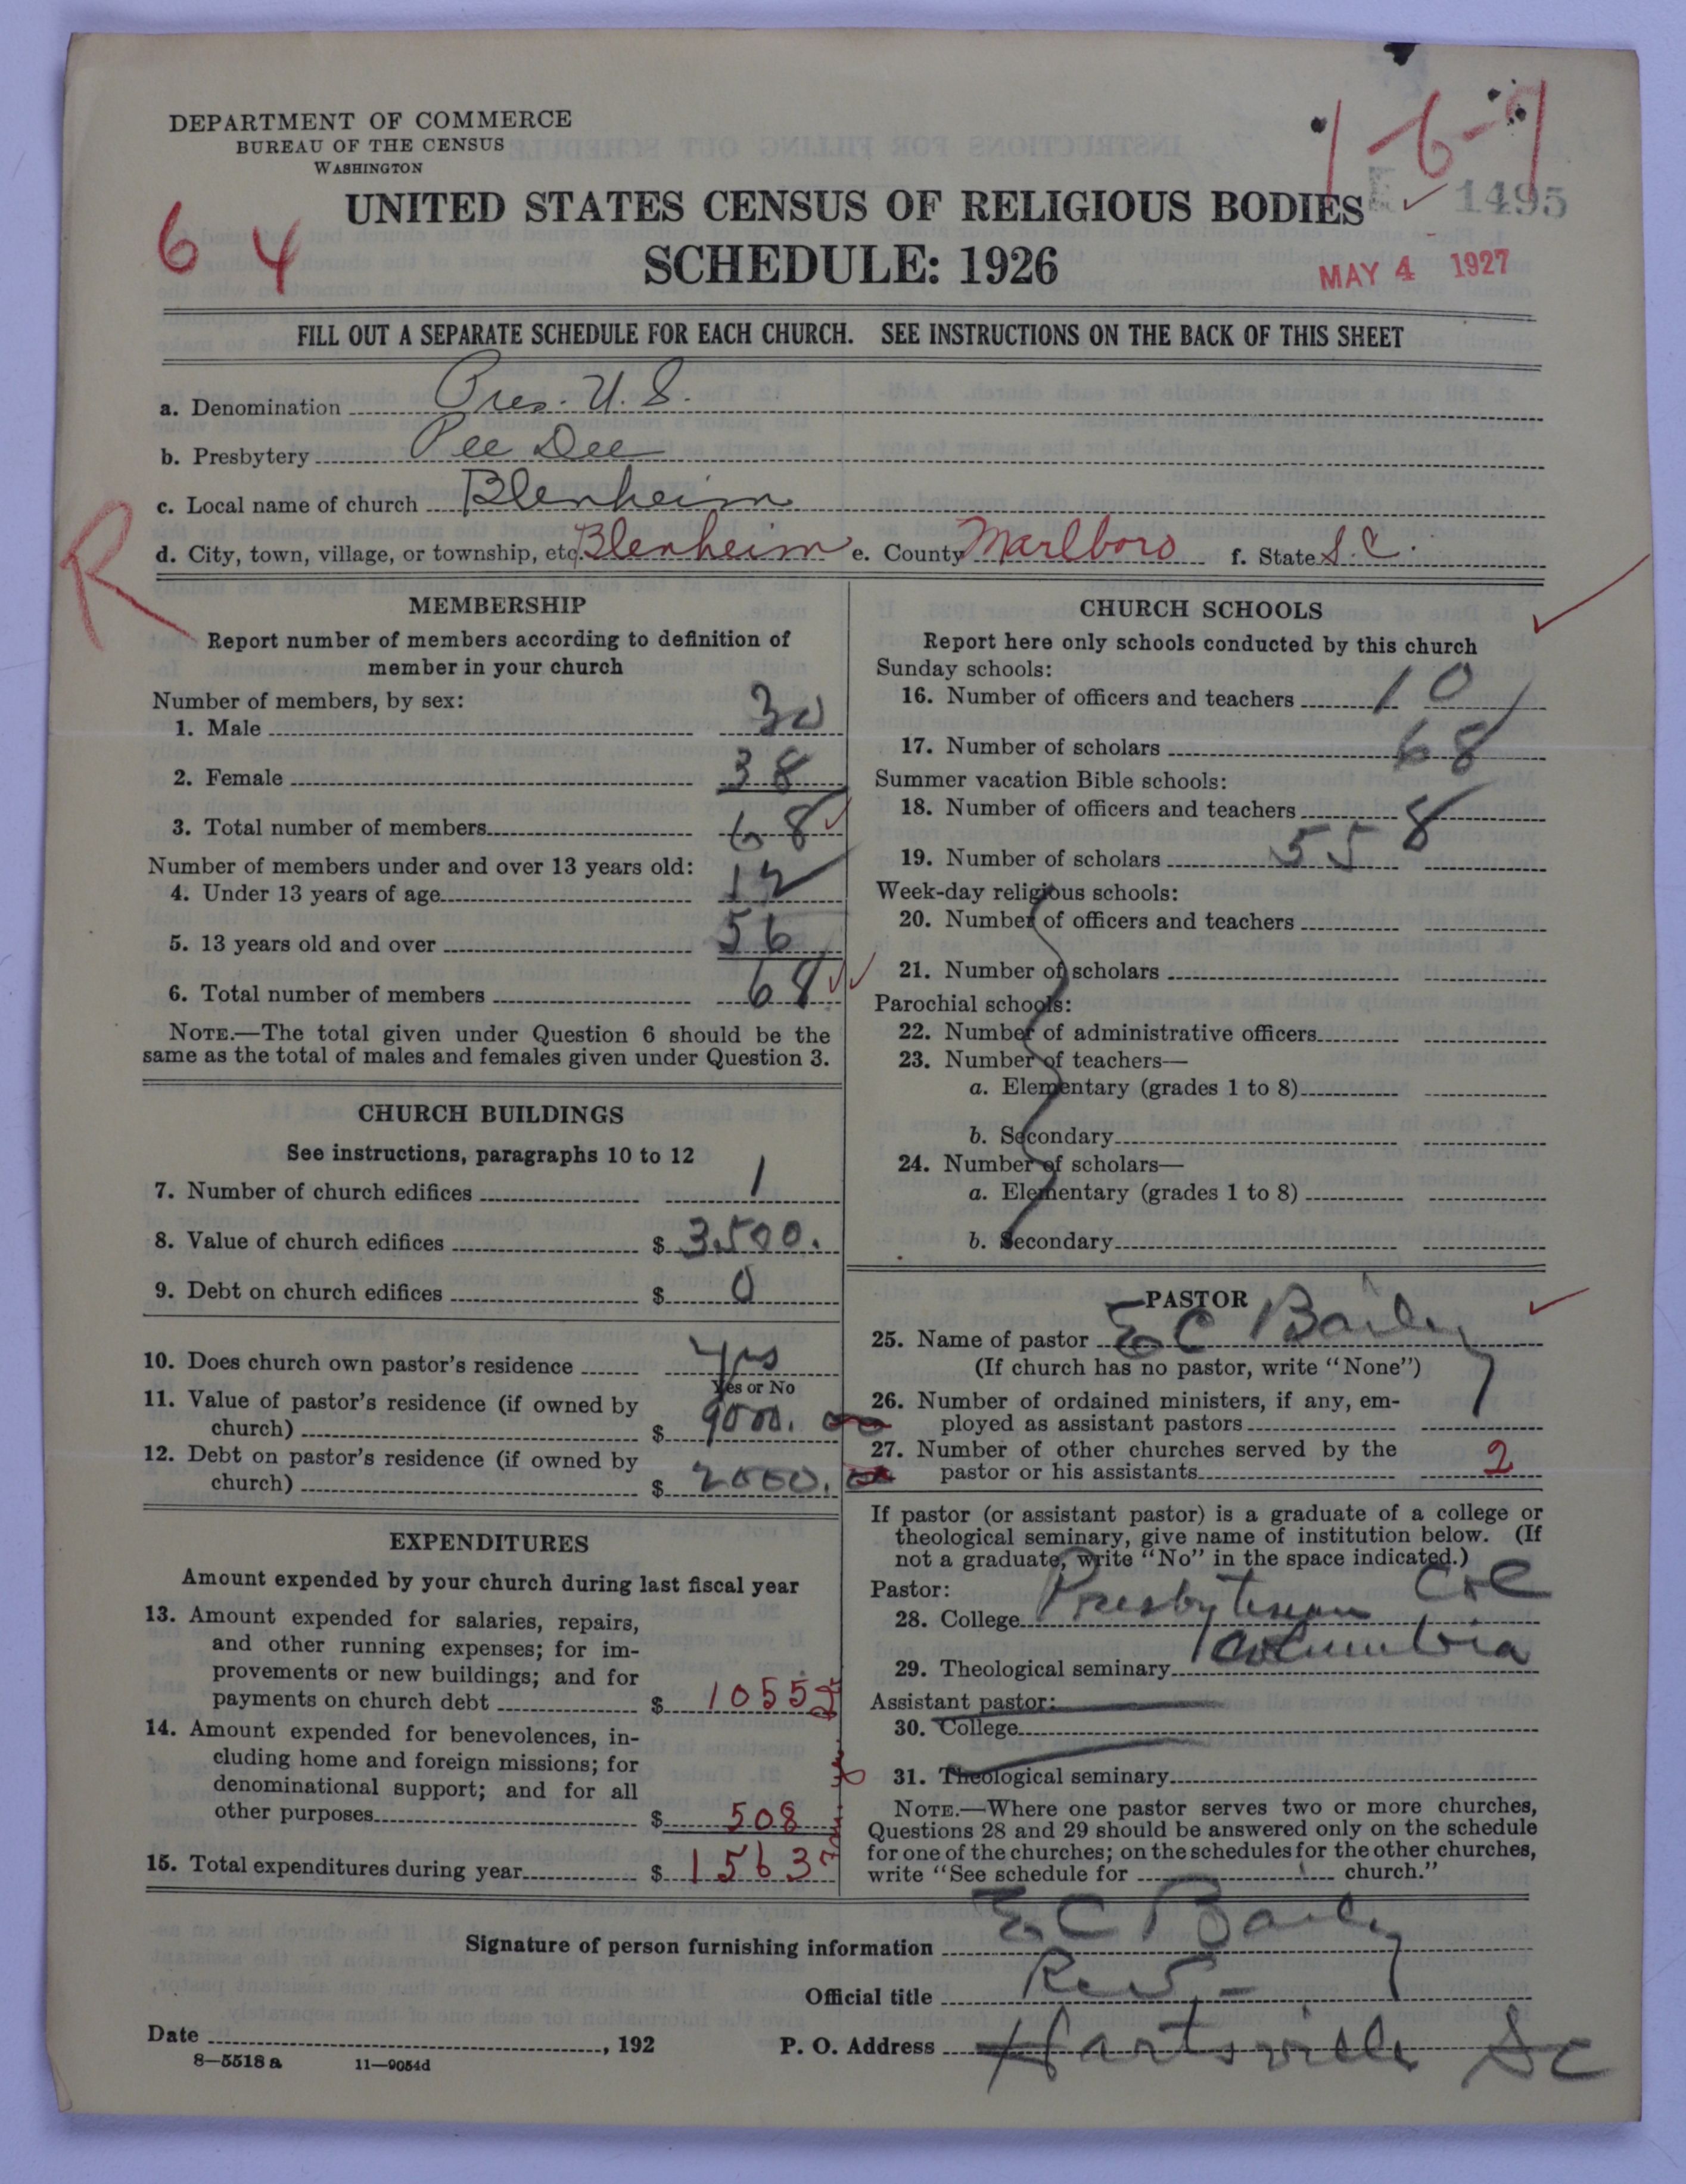 DEPARTMENT OF COMMERCE
BUREAU OF THE CENSUS
WASHINGTON
1-6-
64
UNITED STATES CENSUS OF RELIGIOUS BODIES
1495
SCHEDULE: 1926
MAY 4 1927
FILL OUT A SEPARATE SCHEDULE FOR EACH CHURCH. SEE INSTRUCTIONS ON THE BACK OF THIS SHEET
a. Denomination Pres. U.S.
b. Presbytery Pee Dee
c. Local name of church Blenheim
R
d. City, town, village, or township, etc. Blenheim e. County Marlboro f. State S.C.
MEMBERSHIP
Report number of members according to definition of
member in your church
Number of members, by sex:
1. Male 30
2. Female 38
3. Total number of members 68
Number of members under and over 13 years old:
4. Under 13 years of age 12
5. 13 years old and over 56
6. Total number of members 68
NOTE.—The total given under Question 6 should be the
same as the total of males and females given under Question 3.
CHURCH BUILDINGS
See instructions, paragraphs 10 to 12
7. Number of church edifices 1
8. Value of church edifices $ 3500.
9. Debt on church edifices $ 0
10. Does church own pastor's residence Yes
Yes or No
11. Value of pastor's residence (if owned by
church) $ 9000. 00
12. Debt on pastor's residence (if owned by
church) $ 2000.
EXPENDITURES
Amount expended by your church during last fiscal year
13. Amount expended for salaries, repairs,
and other running expenses; for im-
provements or new buildings; and for
payments on church debt $ 1055
14. Amount expended for benevolences, in-
cluding home and foreign missions; for
denominational support; and for all
other purposes $ 508
15. Total expenditures during year $ 1563
CHURCH SCHOOLS
Report here only schools conducted by this church
Sunday schools:
16. Number of officers and teachers 10
17. Number of scholars 68
Summer vacation Bible schools:
18. Number of officers and teachers 8
19. Number of scholars 55
Week-day religious schools:
20. Number of officers and teachers
21. Number of scholars
Parochial schools:
22. Number of administrative officers
23. Number of teachers—
a. Elementary (grades 1 to 8)
b. Secondary
24. Number of scholars—
a. Elementary (grades 1 to 8)
b. Secondary
PASTOR
25. Name of pastor E C Baily
(If church has no pastor, write "None")
26. Number of ordained ministers, if any, em-
ployed as assistant pastors
27. Number of other churches served by the
pastor or his assistants 2
If pastor (or assistant pastor) is a graduate of a college or
theological seminary, give name of institution below. (If
not a graduate, write "No" in the space indicated.)
Pastor:
28. College Presbyterian Col
29. Theological seminary Columbia
Assistant pastor:
30. College
31. Theological seminary
NOTE.—Where one pastor serves two or more churches,
Questions 28 and 29 should be answered only on the schedule
for one of the churches; on the schedules for the other churches,
write "See schedule for church."
Signature of person furnishing information E C Baily
Official title Rev-
Date , 192 P. O. Address Hartsville SC
8—5518 a 11—9054d